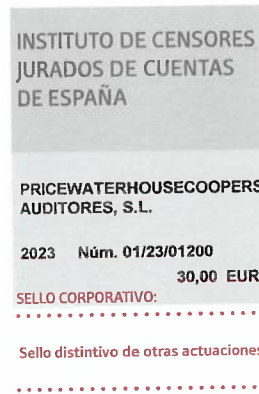 INSTITUTO DE CENSORES
JURADOS DE CUENTAS
DE ESPAÑA
PRICEWATERHOUSECOOPERS
AUDITORES, S.L.
2023 Núm. 01/23/01200
30,00 EUR
SELLO CORPORATIVO:
Sello distintivo de otras actuaciones